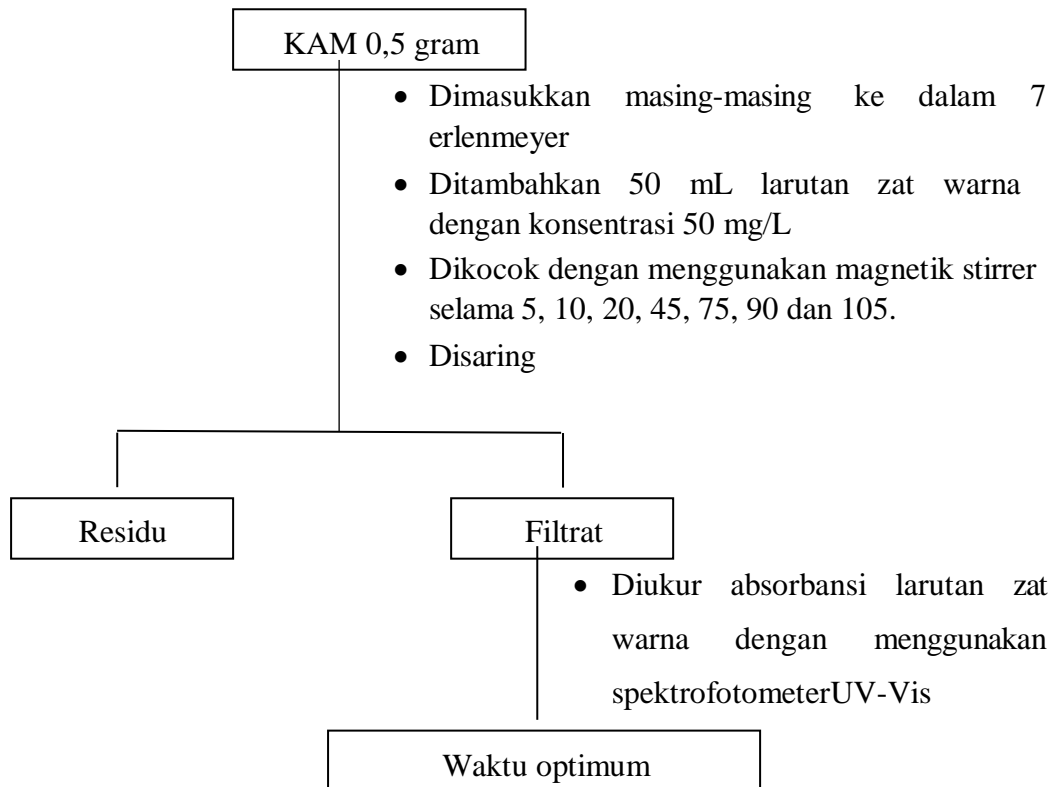 KAM 0,5 gram
• Dimasukkan masing-masing ke dalam 7
erlenmeyer
• Ditambahkan 50 mL larutan zat warna
dengan konsentrasi 50 mg/L
• Dikocok dengan menggunakan magnetik stirrer
selama 5, 10, 20, 45, 75, 90 dan 105.
• Disaring
Residu
Filtrat
• Diukur absorbansi larutan zat
warna dengan menggunakan
spektrofotometerUV-Vis
Waktu optimum